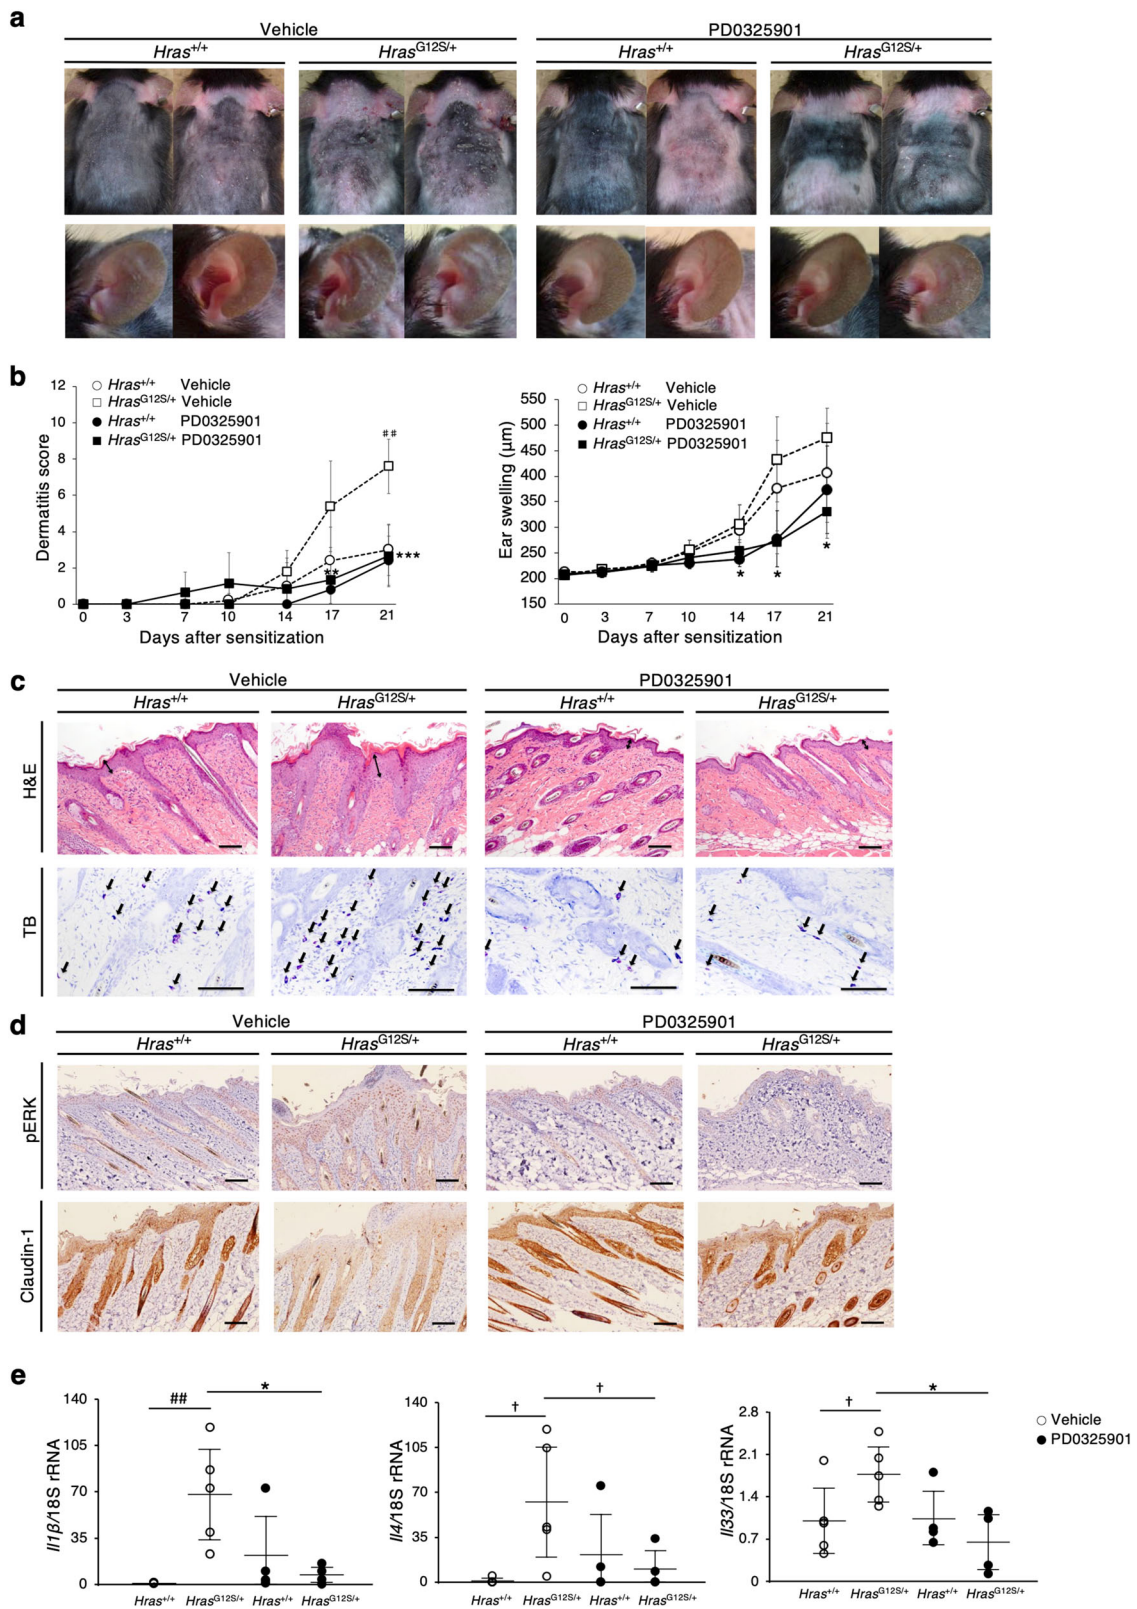 a
Vehicle PD0325901
Hras+/+ HrasG12S/+ Hras+/+ HrasG12S/+
b
Dermatitis score
12
10
8
6
4
2
0
Hras+/+ Vehicle
HrasG12S/+ Vehicle
Hras+/+ PD0325901
HrasG12S/+ PD0325901
##
**
***
0 3 7 10 14 17 21
Days after sensitization
Ear swelling (μm)
550
500
450
400
350
300
250
200
150
Hras+/+ Vehicle
HrasG12S/+ Vehicle
Hras+/+ PD0325901
HrasG12S/+ PD0325901
* * *
0 3 7 10 14 17 21
Days after sensitization
c
Vehicle PD0325901
Hras+/+ HrasG12S/+ Hras+/+ HrasG12S/+
H&E
TB
d
Vehicle PD0325901
Hras+/+ HrasG12S/+ Hras+/+ HrasG12S/+
pERK
Claudin-1
e
Il1β/18S rRNA
140
105
70
35
0
## *
Hras+/+ HrasG12S/+ Hras+/+ HrasG12S/+
Il4/18S rRNA
140
105
70
35
0
† †
Hras+/+ HrasG12S/+ Hras+/+ HrasG12S/+
Il33/18S rRNA
2.8
2.1
1.4
0.7
0
† *
Hras+/+ HrasG12S/+ Hras+/+ HrasG12S/+
Vehicle
PD0325901